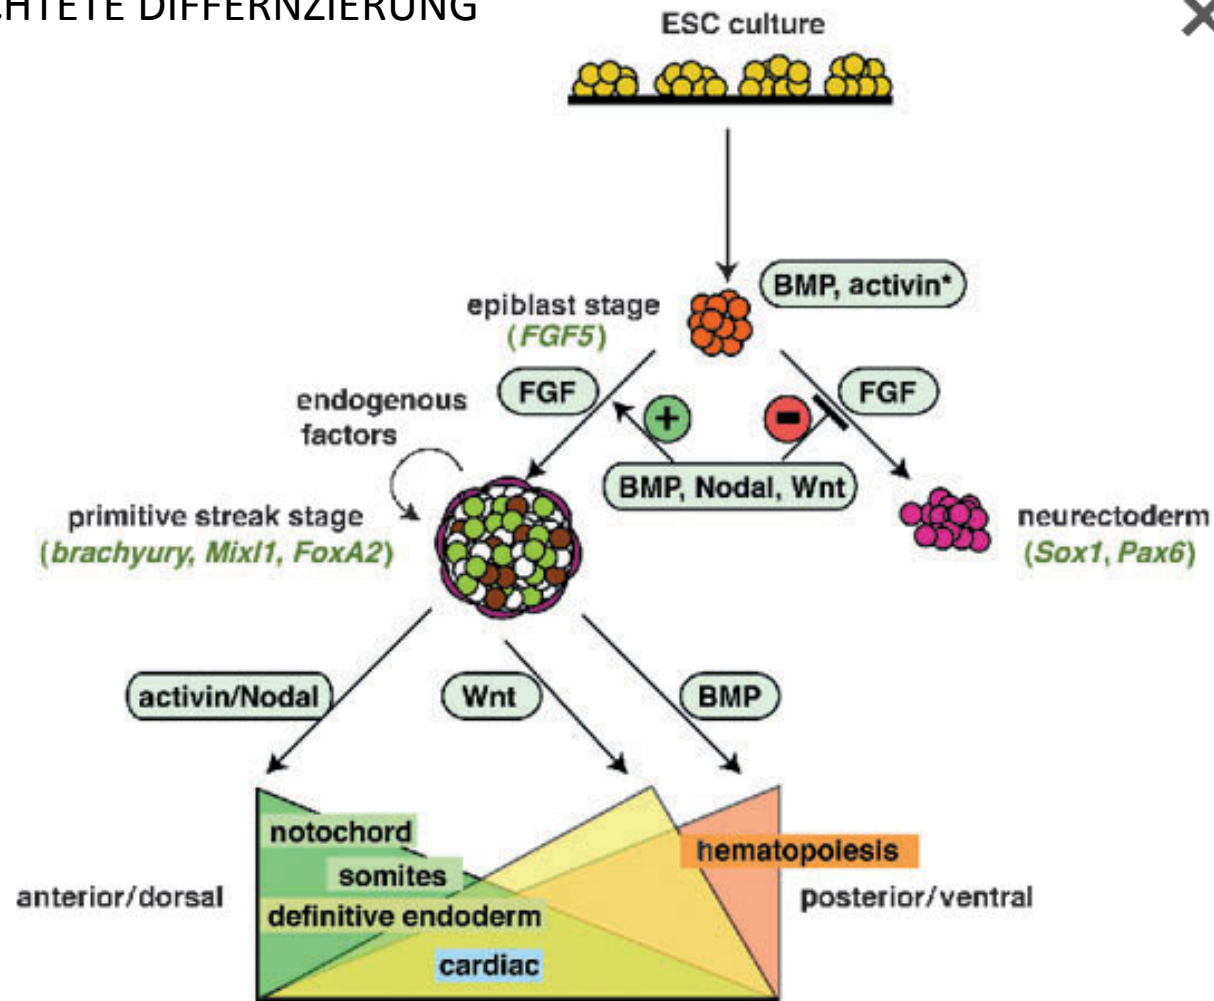 CHTETE DIFFERNZIERUNG
ESC culture
BMP, activin*
epiblast stage
(FGF5)
FGF
FGF
endogenous
factors
+
-
BMP, Nodal, Wnt
primitive streak stage
(brachyury, Mixl1, FoxA2)
neurectoderm
(Sox1, Pax6)
activin/Nodal
Wnt
BMP
notochord
hematopoiesis
somites
anterior/dorsal
posterior/ventral
definitive endoderm
cardiac